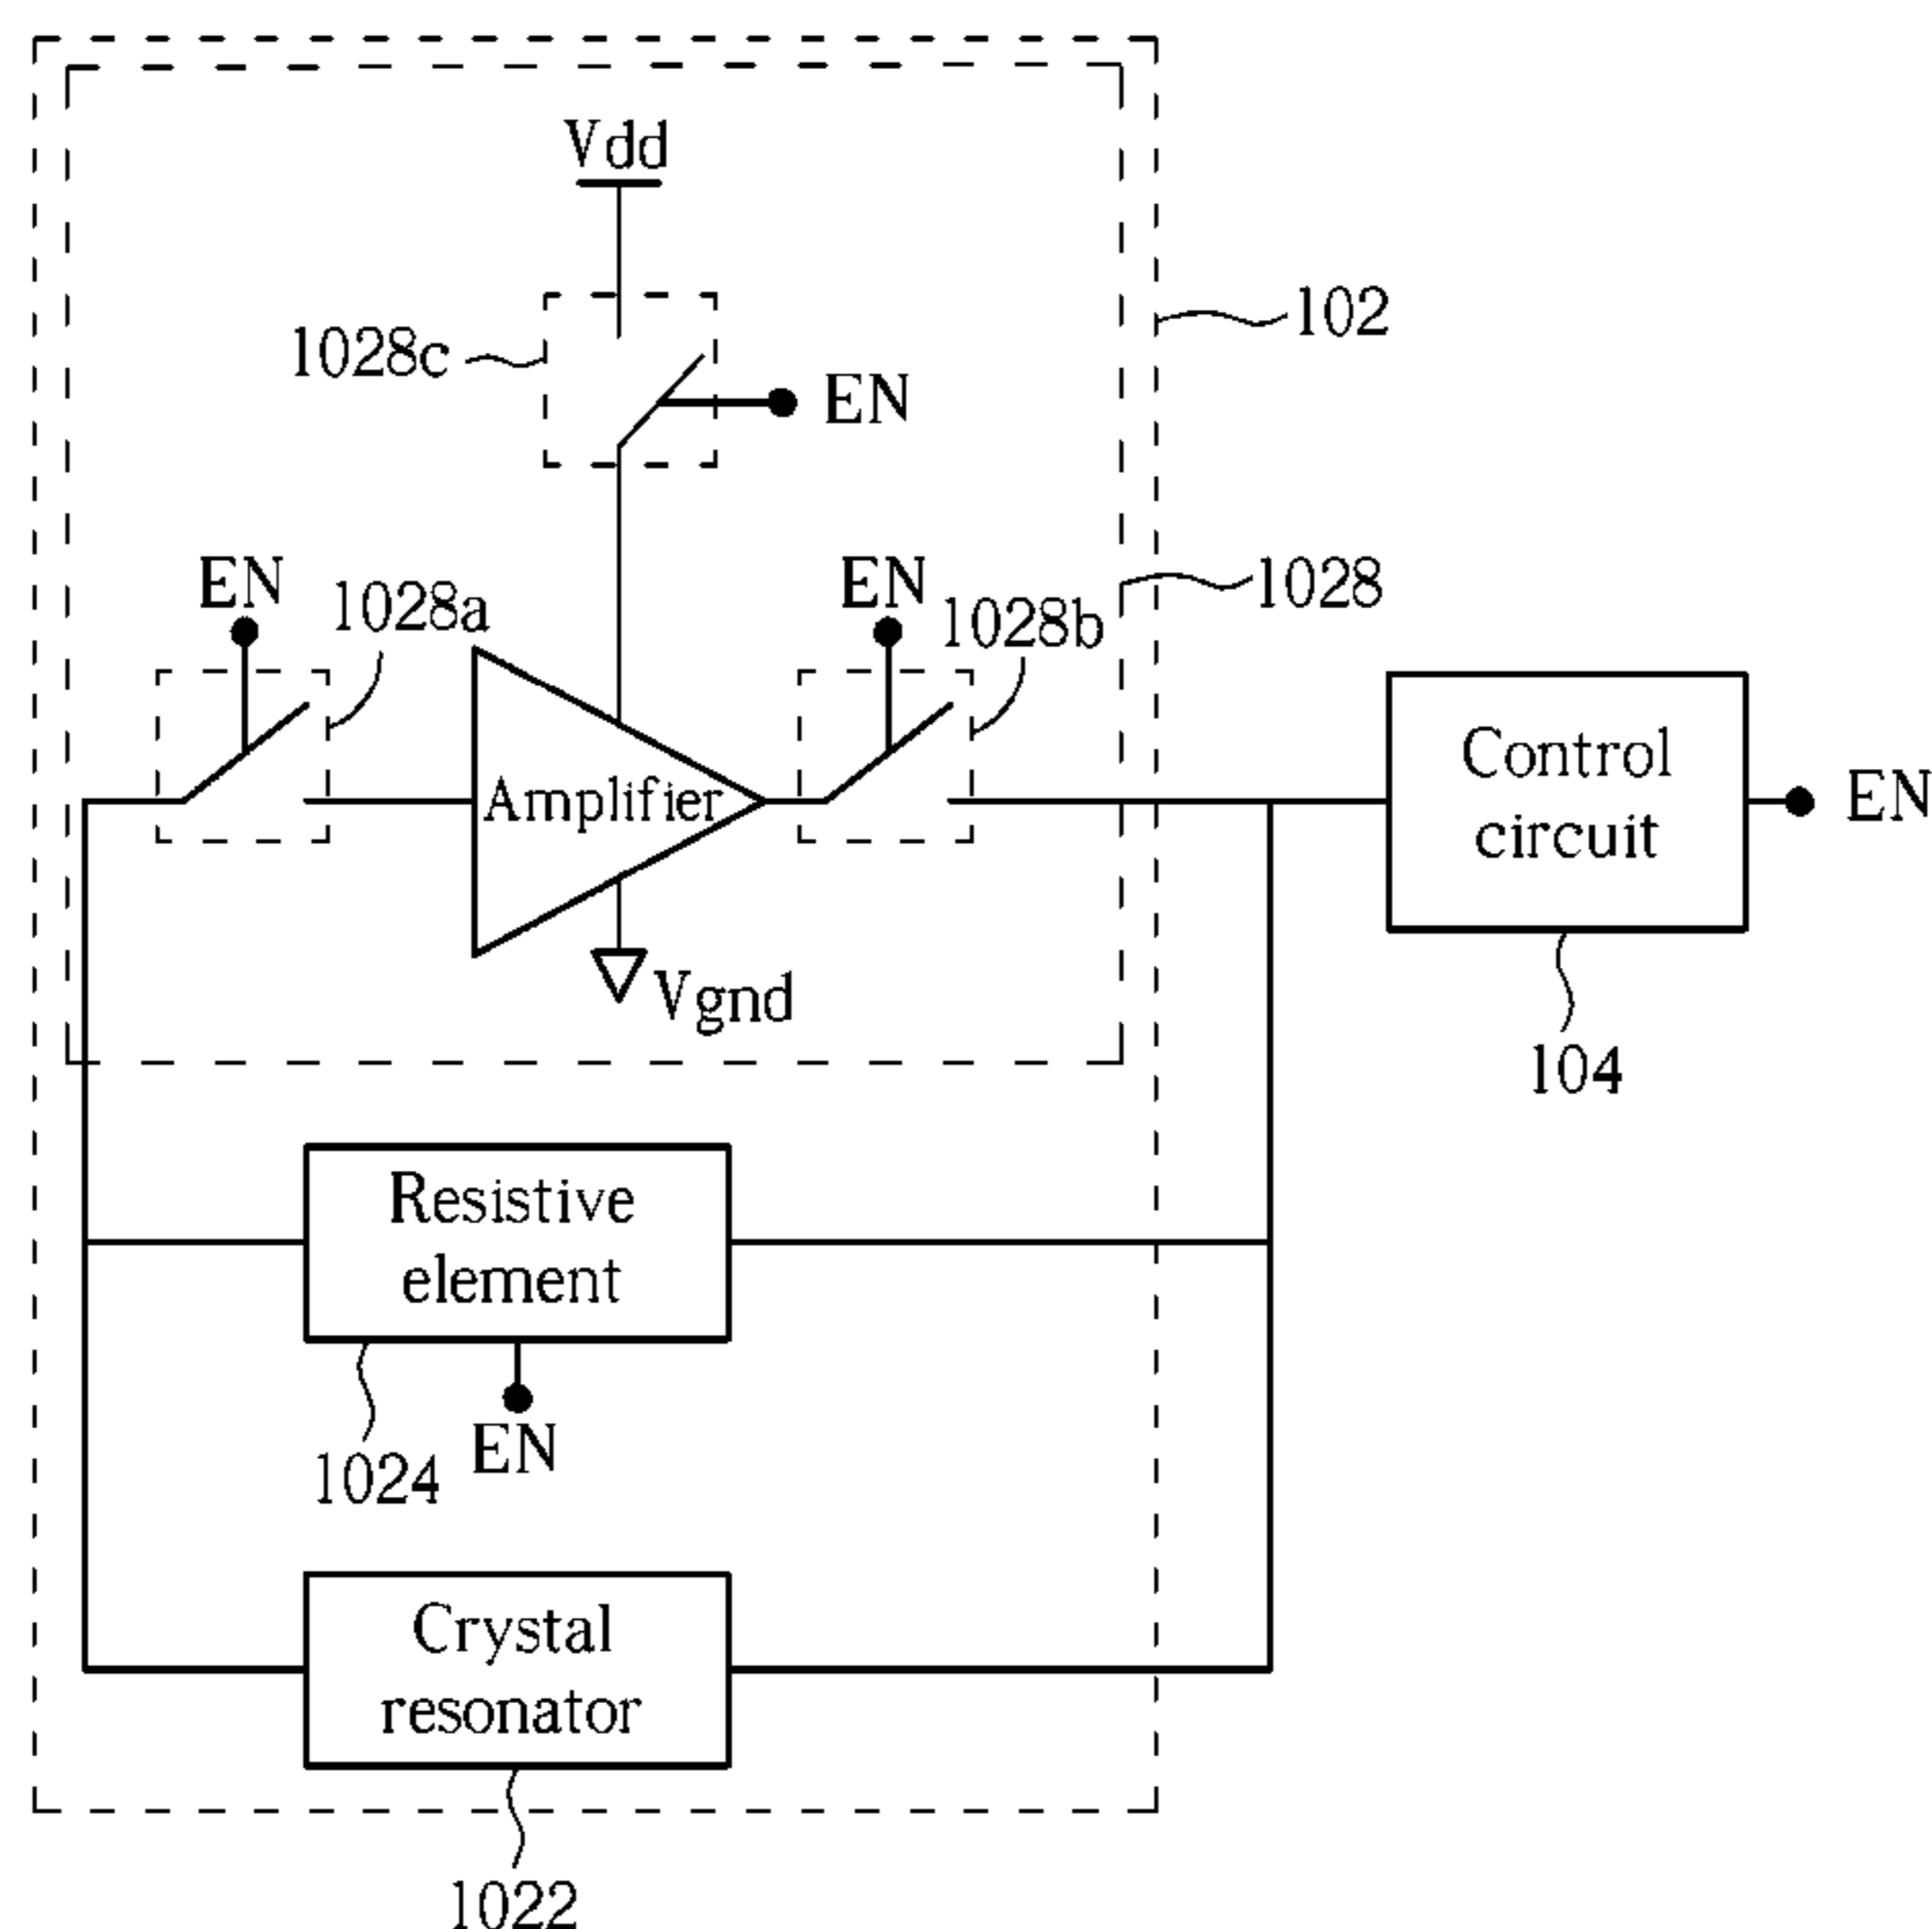 Vdd
102
1028c
EN
EN
1028a
EN
1028b
1028
Amplifier
Control
circuit
EN
Vgnd
104
Resistive
element
1024
EN
Crystal
resonator
1022